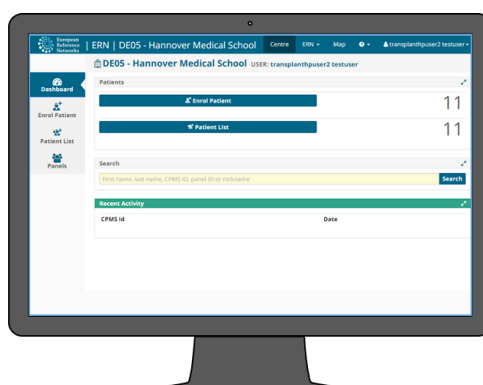 European
Reference
Networks
| ERN | DE05 - Hannover Medical School Centre ERN Map transplanthpuser2 testuser
DE05 - Hannover Medical School USER: transplanthpuser2 testuser
Dashboard
Enrol Patient
Patient List
Panels
Patients
Enrol Patient 11
Patient List 11
Search
First name, last name, CPMS ID, panel ID or nickname Search
Recent Activity
CPMS Id Date